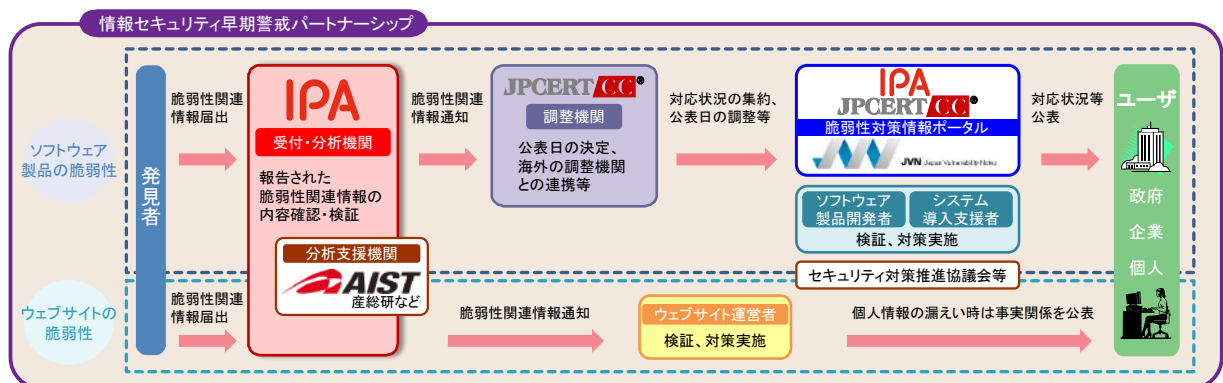 情報セキュリティ早期警戒パートナーシップ
ソフトウェア
製品の脆弱性
発見者
脆弱性関連
情報届出
IPA
受付・分析機関
報告された
脆弱性関連情報の
内容確認・検証
分析支援機関
AIST
産総研など
脆弱性関連
情報通知
JPCERT CC®
調整機関
公表日の決定、
海外の調整機関
との連携等
対応状況の集約、
公表日の調整等
IPA
JPCERT CC®
脆弱性対策情報ポータル
JVN Japan Vulnerability Notes
ソフトウェア
製品開発者
システム
導入支援者
検証、対策実施
セキュリティ対策推進協議会等
対応状況等
公表
ユーザ
政府
企業
個人
ウェブサイトの
脆弱性
脆弱性関連
情報届出
脆弱性関連情報通知
ウェブサイト運営者
検証、対策実施
個人情報の漏えい時は事実関係を公表